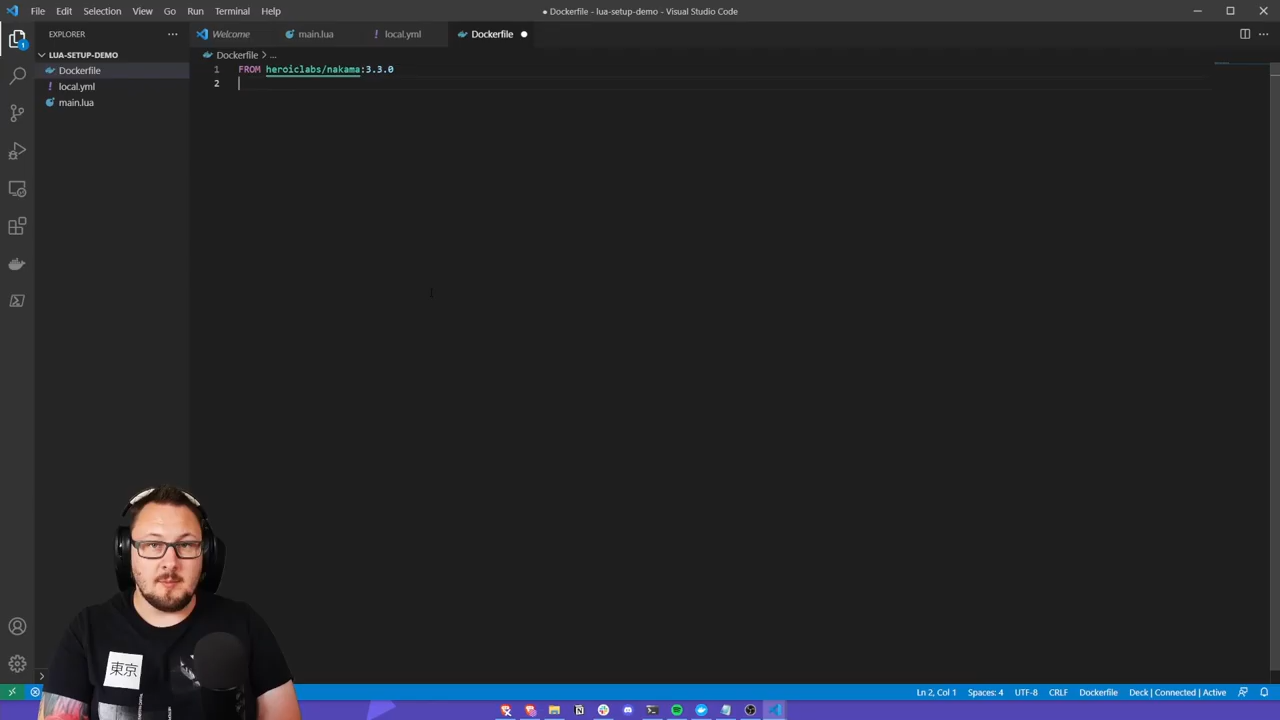 File Edit Selection View Go Run Terminal Help
● Dockerfile - lua-setup-demo - Visual Studio Code
EXPLORER
Welcome
main.lua
local.yml
Dockerfile
LUA-SETUP-DEMO
Dockerfile > ...
Dockerfile
local.yml
main.lua
1 FROM heroiclabs/nakama:3.3.0
2
東京
Ln 2, Col 1 Spaces: 4 UTF-8 CRLF Dockerfile Deck | Connected | Active